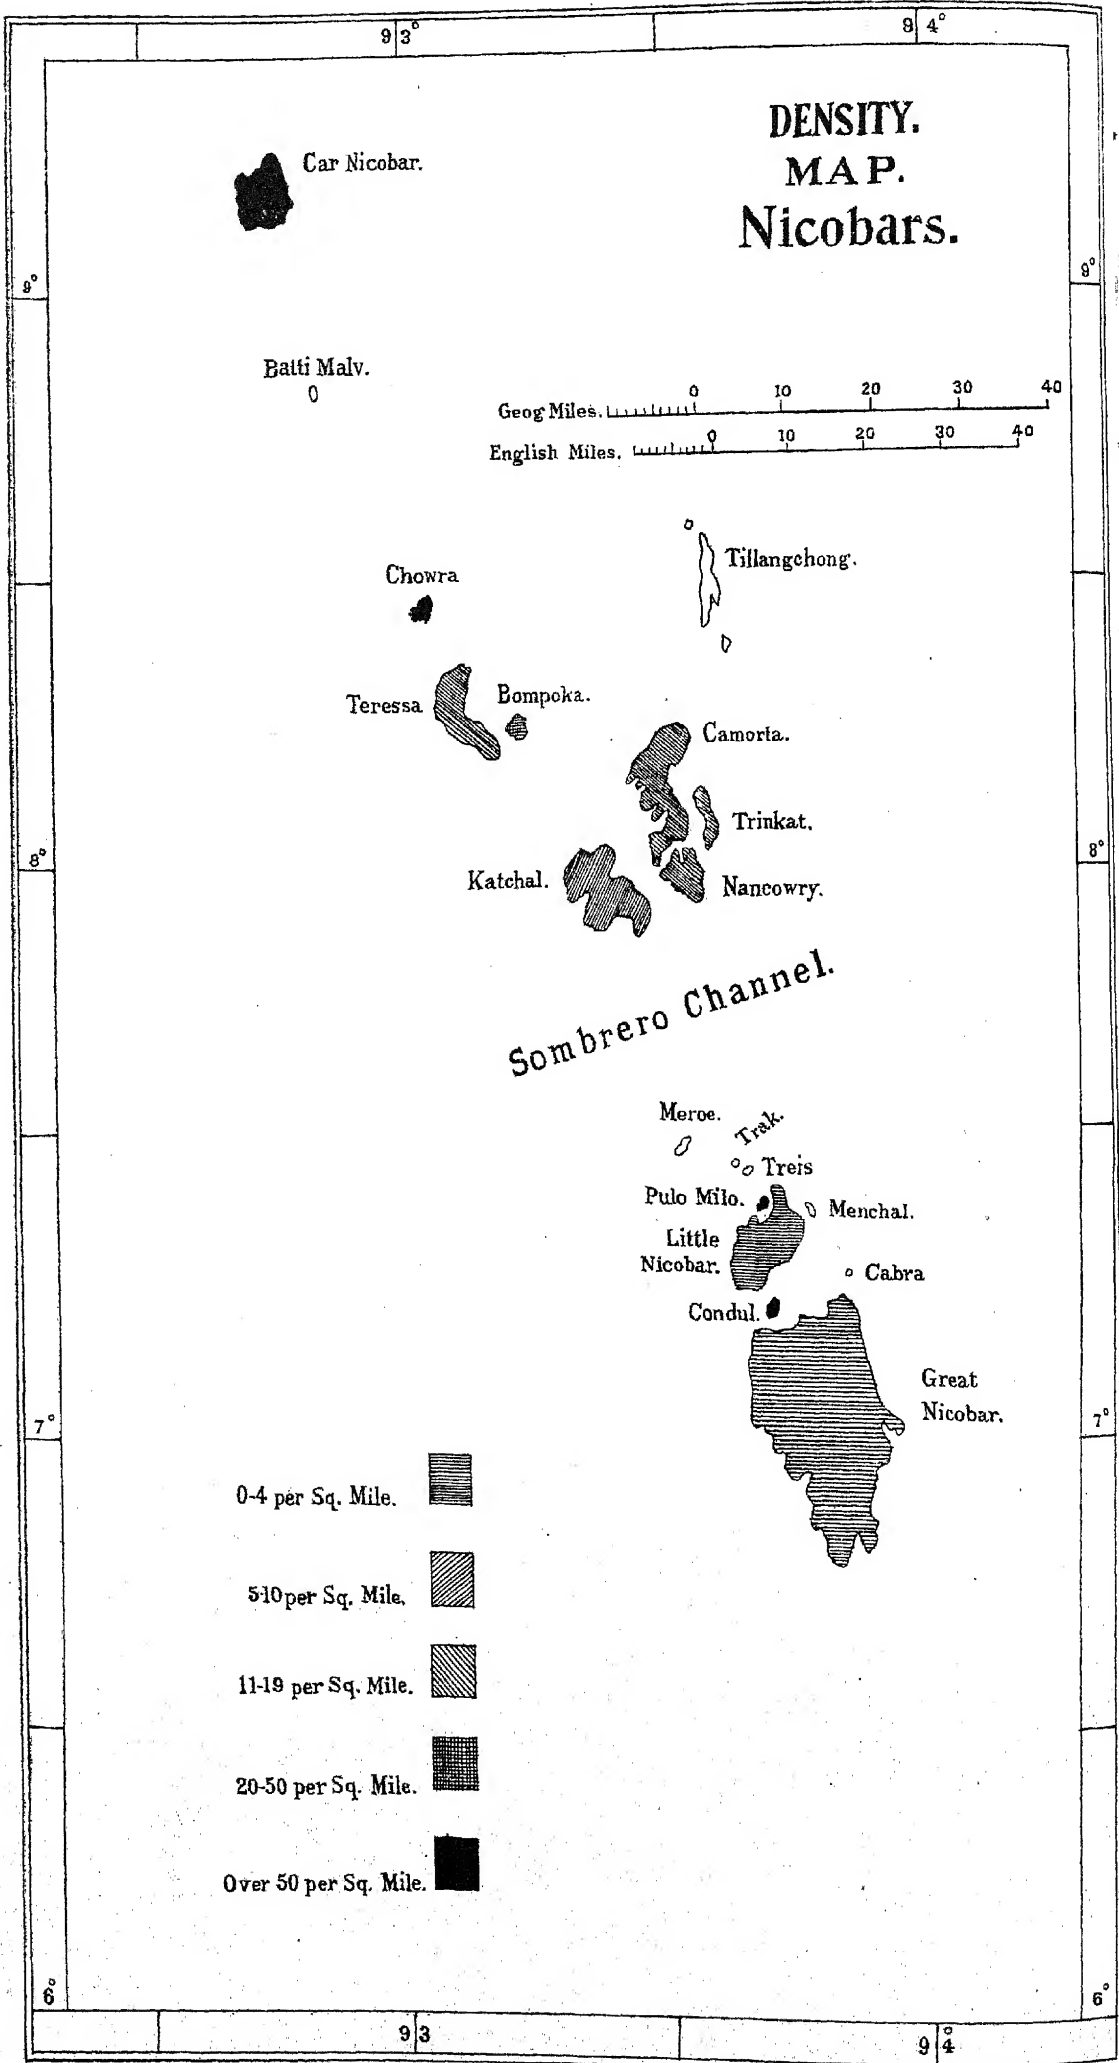 93°
94°
DENSITY.
MAP.
Nicobars.
Car Nicobar.
9°
9°
Batti Malv.
0 10 20 30 40
Geog Miles.
0 10 20 30 40
English Miles.
Tillangchong.
Chowra
Teressa
Bompoka.
Camorta.
Trinkat.
8°
8°
Katchal.
Nancowry.
Sombrero Channel.
Meroe.
Trak.
Treis
Pulo Milo.
Menchal.
Little
Nicobar.
Cabra
Condul.
Great
Nicobar.
7°
7°
0-4 per Sq. Mile.
5-10 per Sq. Mile.
11-19 per Sq. Mile.
20-50 per Sq. Mile.
Over 50 per Sq. Mile.
6°
6°
93
94°